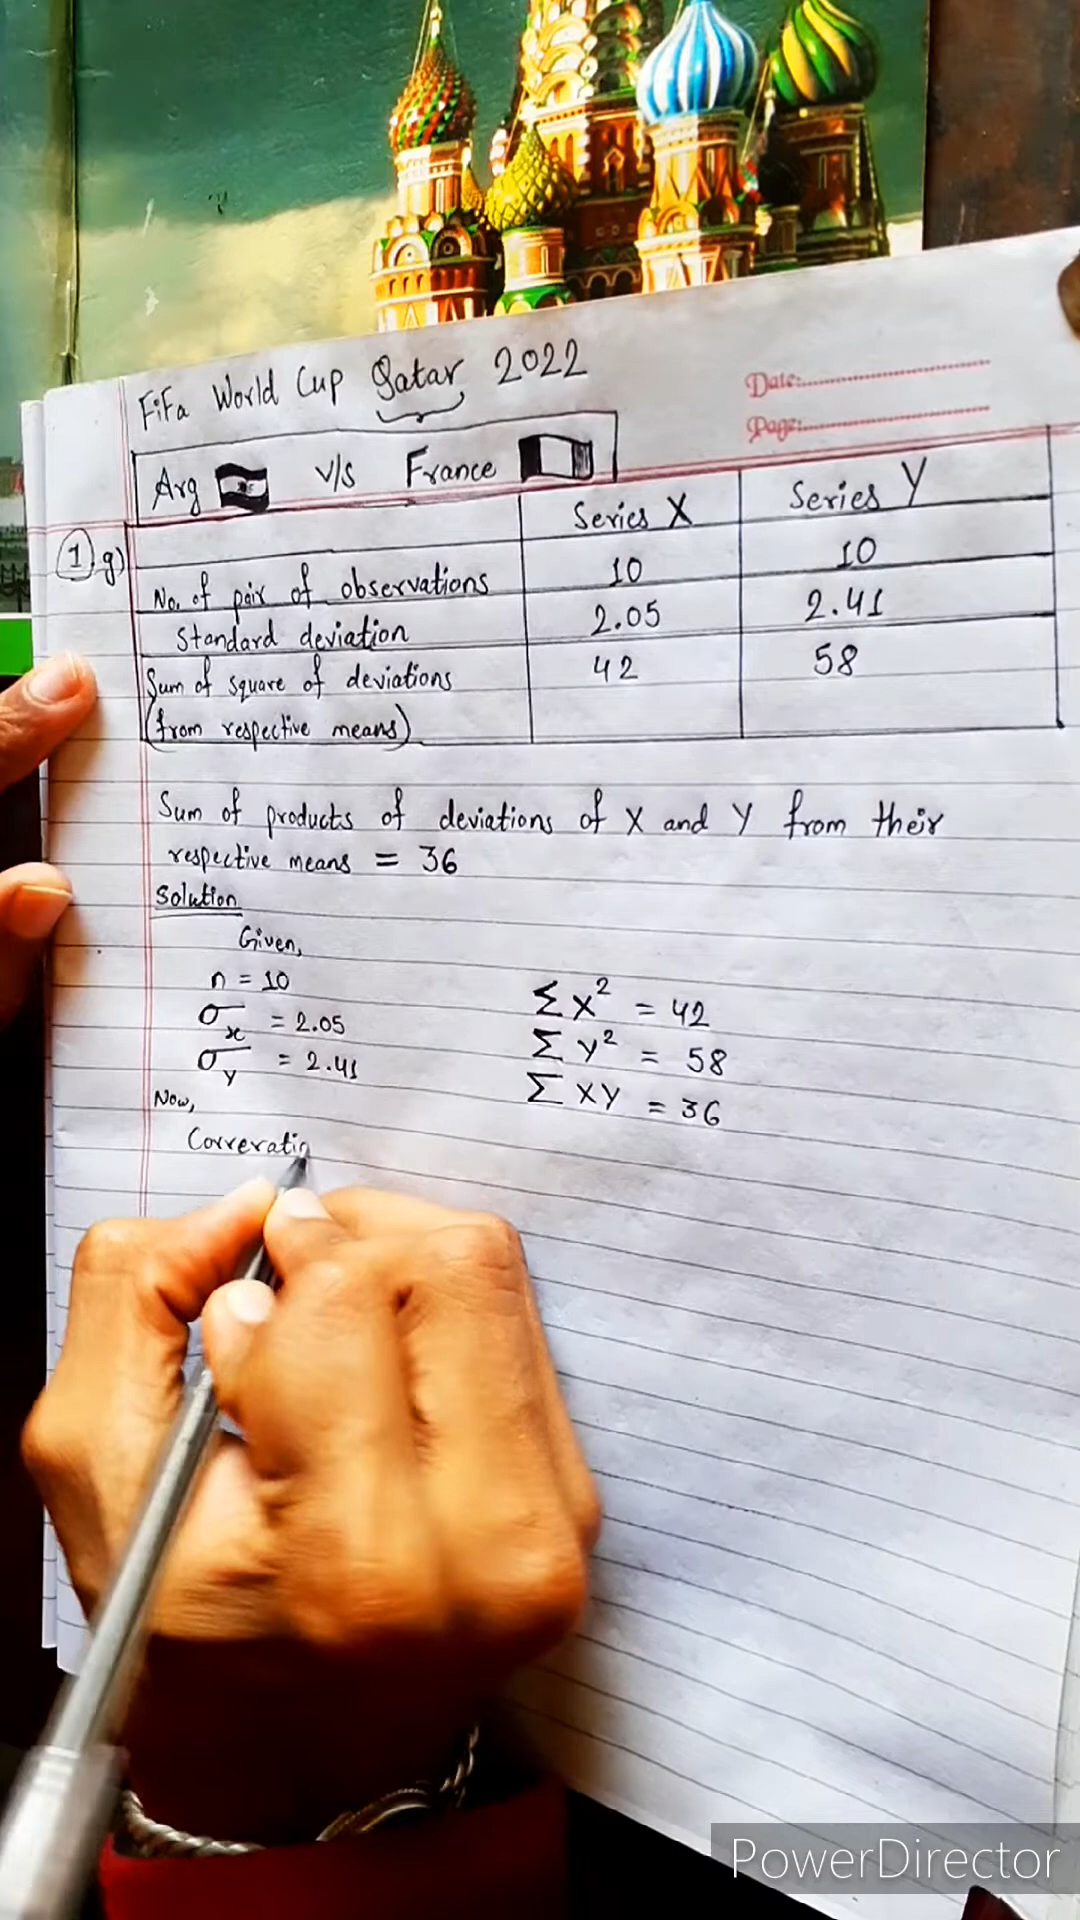 FiFa World Cup Qatar 2022
Date:
Page:
Arg V/S France
Series X Series Y
1 g)
No. of pair of observations 10 10
Standard deviation 2.05 2.41
Sum of square of deviations 42 58
(from respective means)
Sum of products of deviations of X and Y from their
respective means = 36
Solution
Given,
n = 10
σx = 2.05
σY = 2.41
∑X² = 42
∑Y² = 58
∑XY = 36
Now,
Correratio
PowerDirector